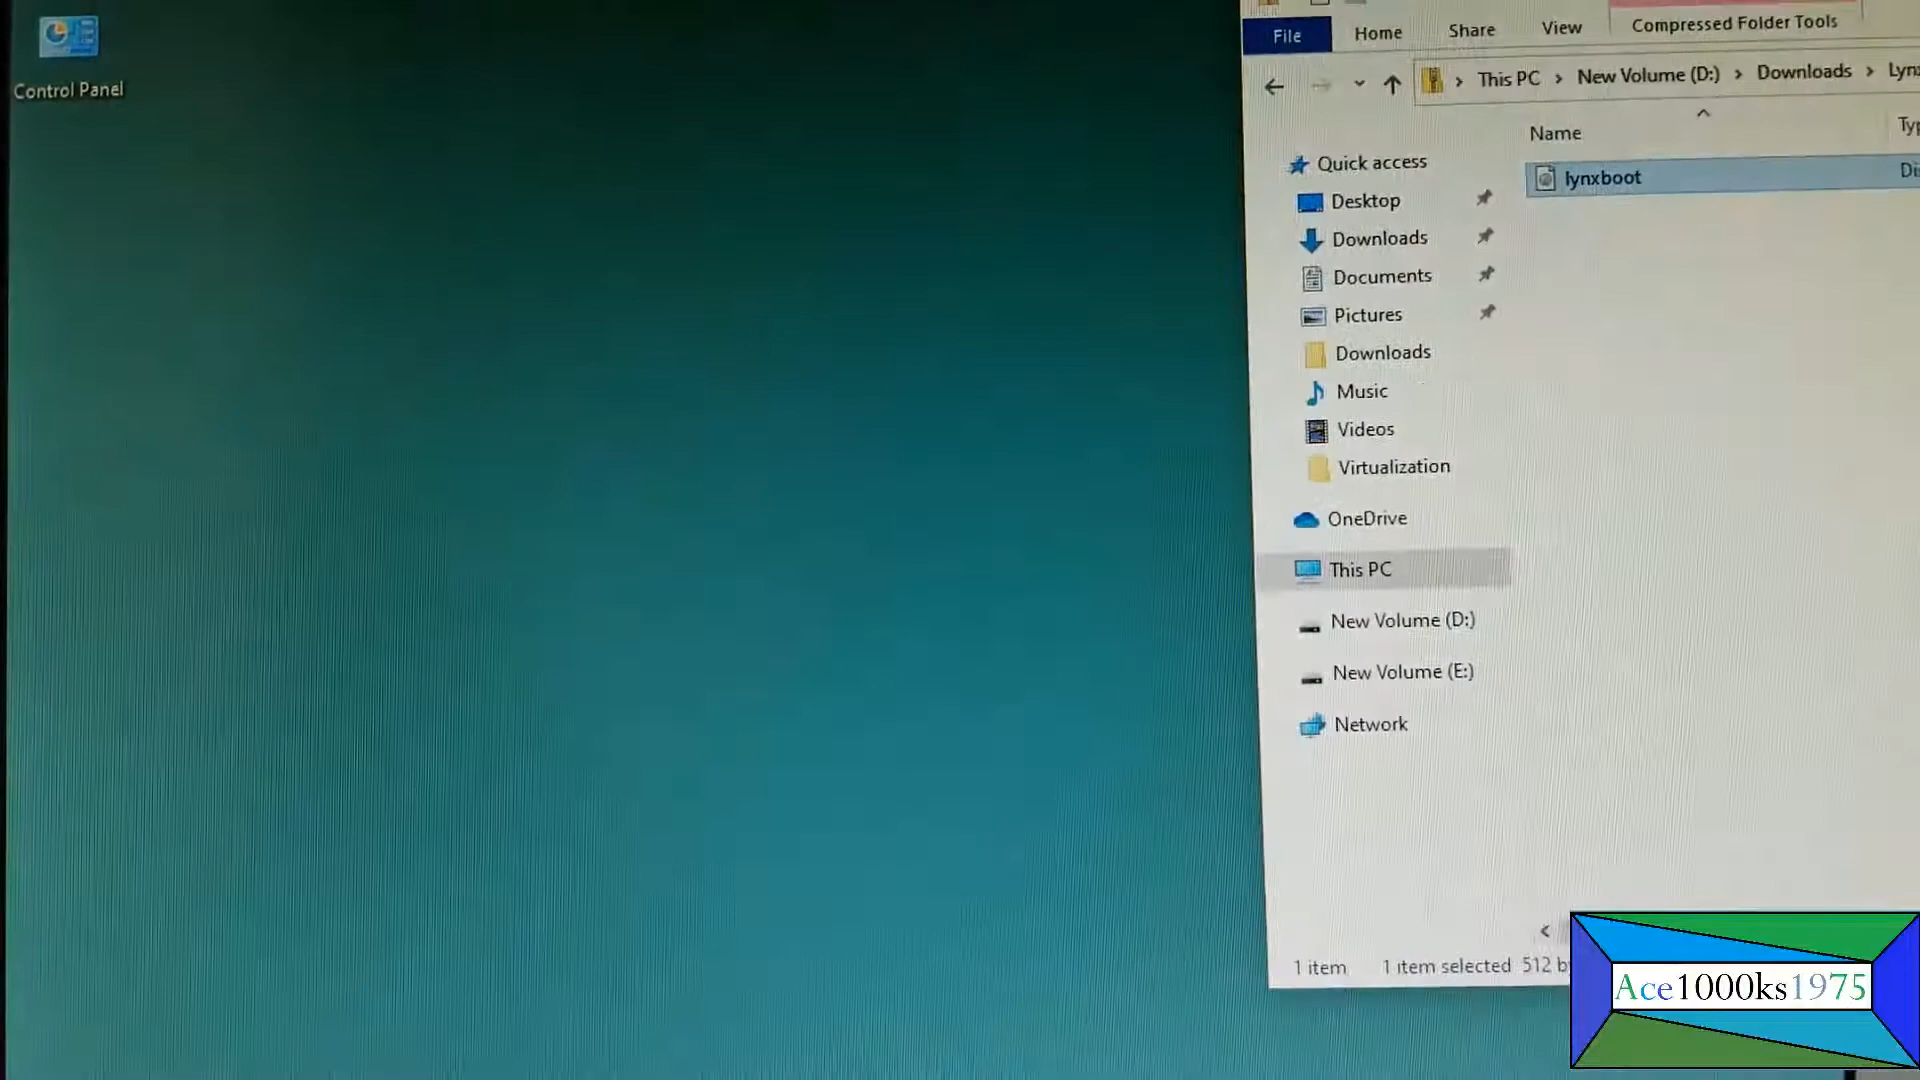 Control Panel
File Home Share View Compressed Folder Tools
This PC > New Volume (D:) > Downloads >
Name
lynxboot
Quick access
Desktop
Downloads
Documents
Pictures
Downloads
Music
Videos
Virtualization
OneDrive
This PC
New Volume (D:)
New Volume (E:)
Network
1 item 1 item selected 512
Ace1000ks1975